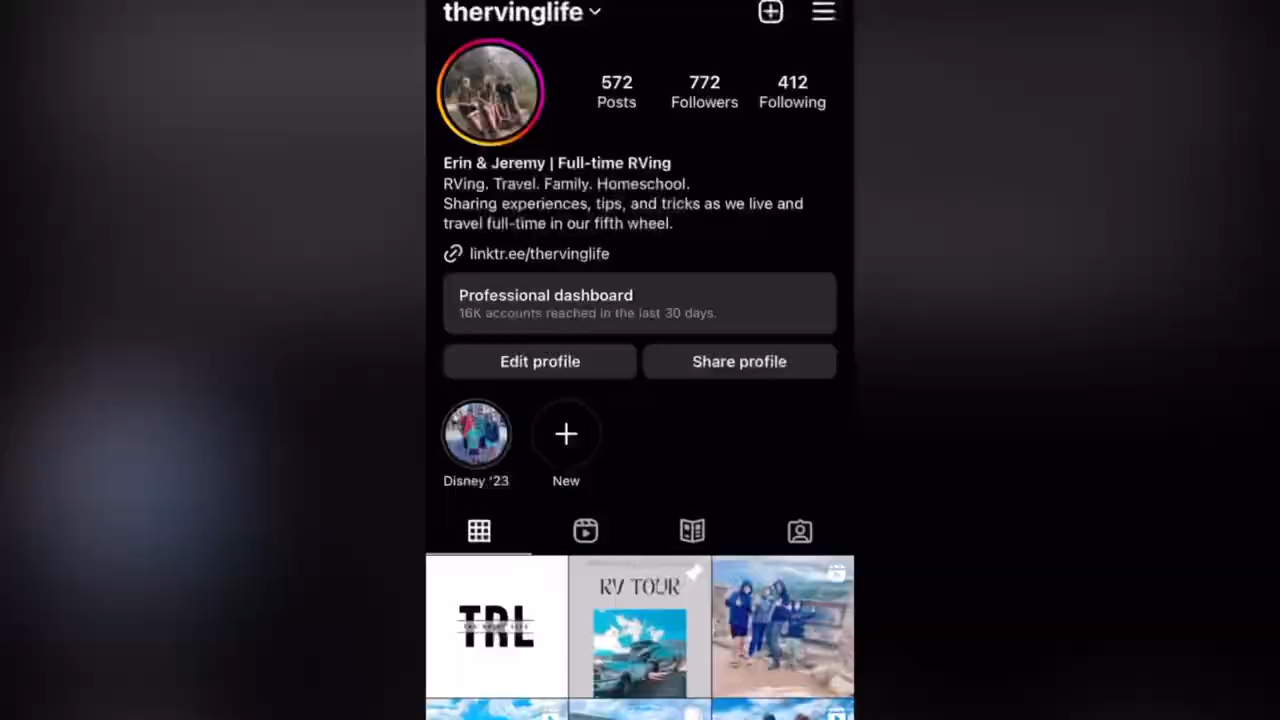 thervinglife
572 772 412
Posts Followers Following
Erin & Jeremy | Full-time RVing
RVing. Travel. Family. Homeschool.
Sharing experiences, tips, and tricks as we live and
travel full-time in our fifth wheel.
linktr.ee/thervinglife
Professional dashboard
16K accounts reached in the last 30 days.
Edit profile Share profile
Disney '23 New
TRL
RV TOUR